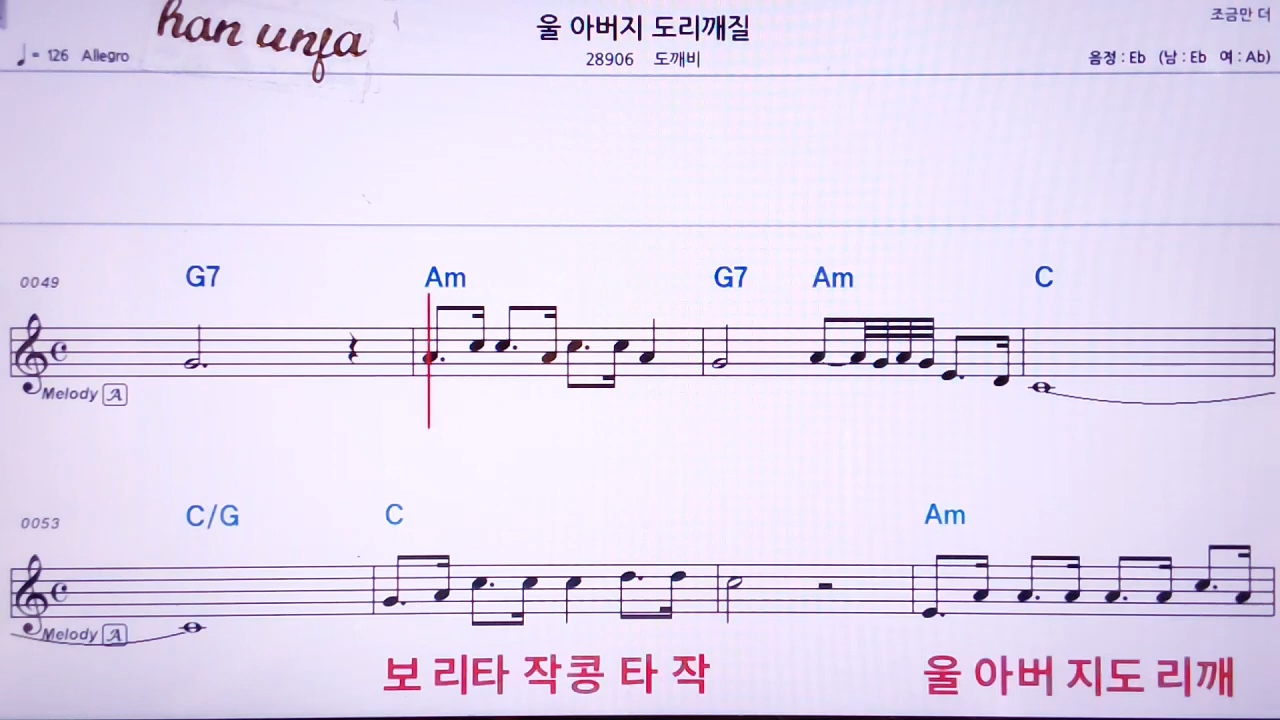 han unja
울 아버지 도리깨질
조금만 더
♩= 126 Allegro
28906 도깨비
음정 : Eb (남 : Eb 여 : Ab)
G7 Am G7 Am C
0049
Melody A
C/G C Am
0053
Melody A
보 리타 작콩 타 작 울 아버 지도 리깨